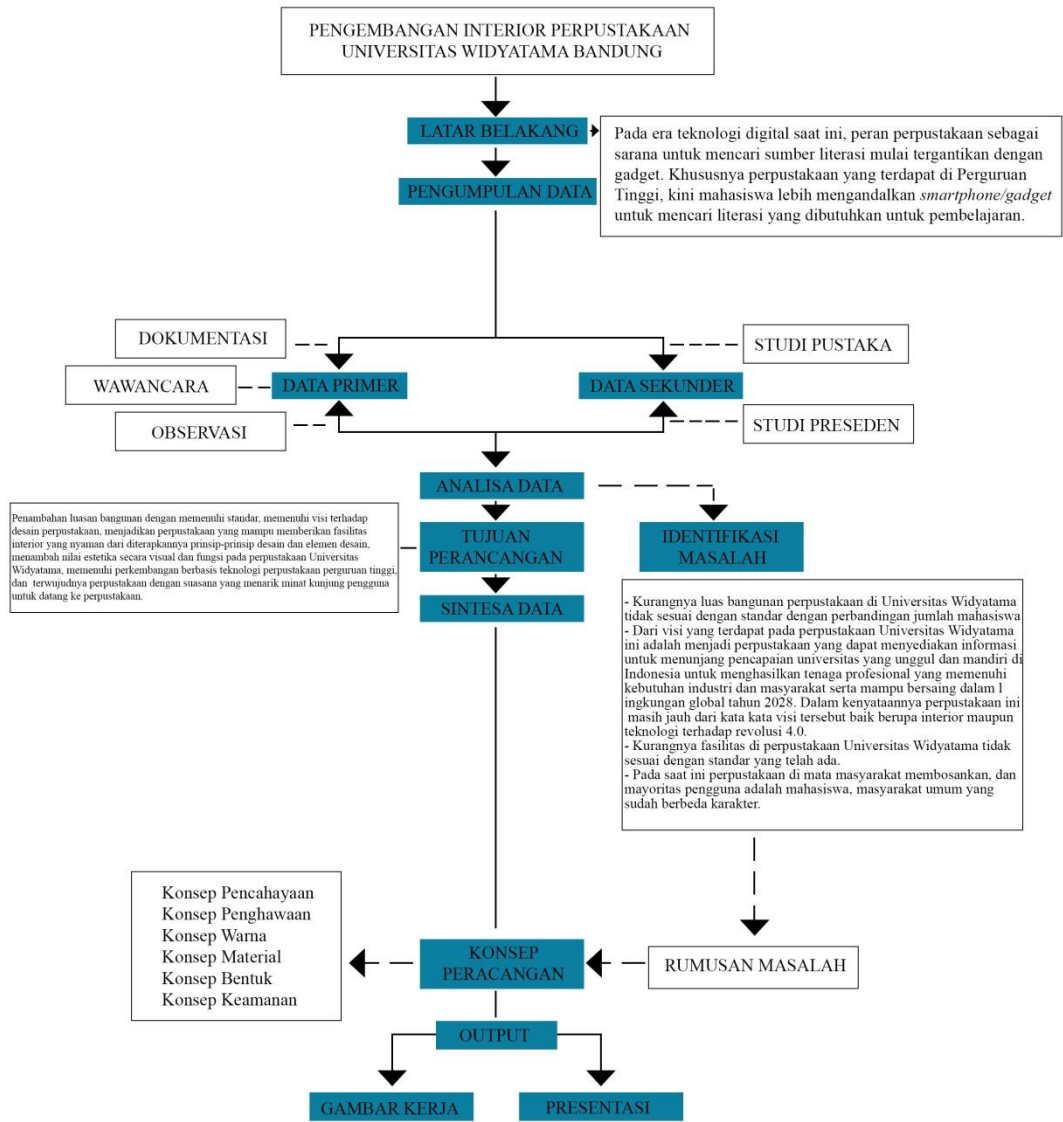 PENGEMBANGAN INTERIOR PERPUSTAKAAN
UNIVERSITAS WIDYATAMA BANDUNG
LATAR BELAKANG
Pada era teknologi digital saat ini, peran perpustakaan sebagai
sarana untuk mencari sumber literasi mulai tergantikan dengan
gadget. Khususnya perpustakaan yang terdapat di Perguruan
Tinggi, kini mahasiswa lebih mengandalkan smartphone/gadget
untuk mencari literasi yang dibutuhkan untuk pembelajaran.
PENGUMPULAN DATA
DOKUMENTASI
WAWANCARA
OBSERVASI
DATA PRIMER
DATA SEKUNDER
STUDI PUSTAKA
STUDI PRESEDEN
ANALISA DATA
Penambahan luasan bangunan dengan memenuhi standar, memenuhi visi terhadap
desain perpustakaan, menjadikan perpustakaan yang mampu memberikan fasilitas
interior yang nyaman dari diterapkannya prinsip-prinsip desain dan elemen desain,
menambah nilai estetika secara visual dan fungsi pada perpustakaan Universitas
Widyatama, memenuhi perkembangan berbasis teknologi perpustakaan perguruan tinggi,
dan terwujudnya perpustakaan dengan suasana yang menarik minat kunjung pengguna
untuk datang ke perpustakaan.
TUJUAN
PERANCANGAN
IDENTIFIKASI
MASALAH
SINTESA DATA
- Kurangnya luas bangunan perpustakaan di Universitas Widyatama
tidak sesuai dengan standar dengan perbandingan jumlah mahasiswa
- Dari visi yang terdapat pada perpustakaan Universitas Widyatama
ini adalah menjadi perpustakaan yang dapat menyediakan informasi
untuk menunjang pencapaian universitas yang unggul dan mandiri di
Indonesia untuk menghasilkan tenaga profesional yang memenuhi
kebutuhan industri dan masyarakat serta mampu bersaing dalam l
ingkungan global tahun 2028. Dalam kenyataannya perpustakaan ini
masih jauh dari kata kata visi tersebut baik berupa interior maupun
teknologi terhadap revolusi 4.0.
- Kurangnya fasilitas di perpustakaan Universitas Widyatama tidak
sesuai dengan standar yang telah ada.
- Pada saat ini perpustakaan di mata masyarakat membosankan, dan
mayoritas pengguna adalah mahasiswa, masyarakat umum yang
sudah berbeda karakter.
Konsep Pencahayaan
Konsep Penghawaan
Konsep Warna
Konsep Material
Konsep Bentuk
Konsep Keamanan
KONSEP
PERACANGAN
RUMUSAN MASALAH
OUTPUT
GAMBAR KERJA
PRESENTASI